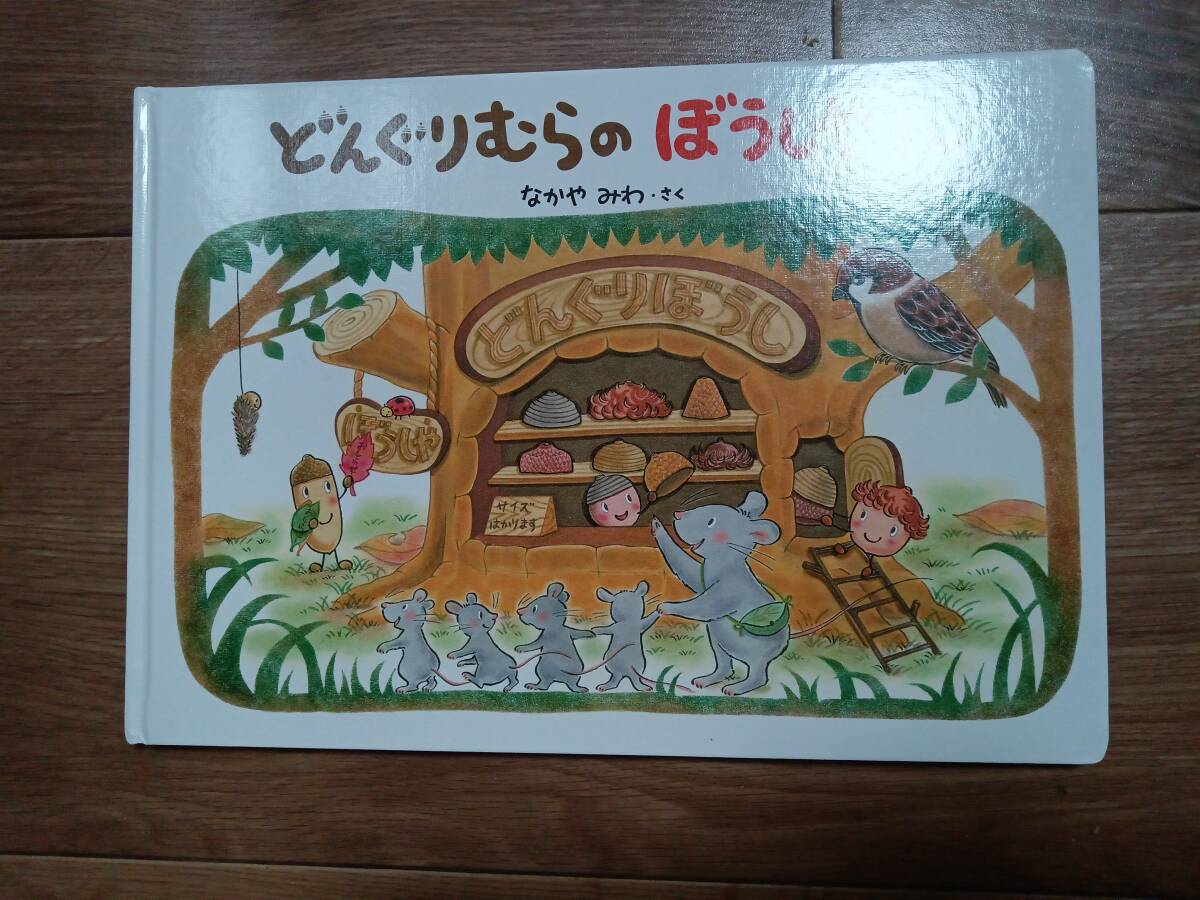 どんぐりむらの ぼうし
なかや みわ・さく
どんぐりぼうし
ぼうしや
サイズ
はかります